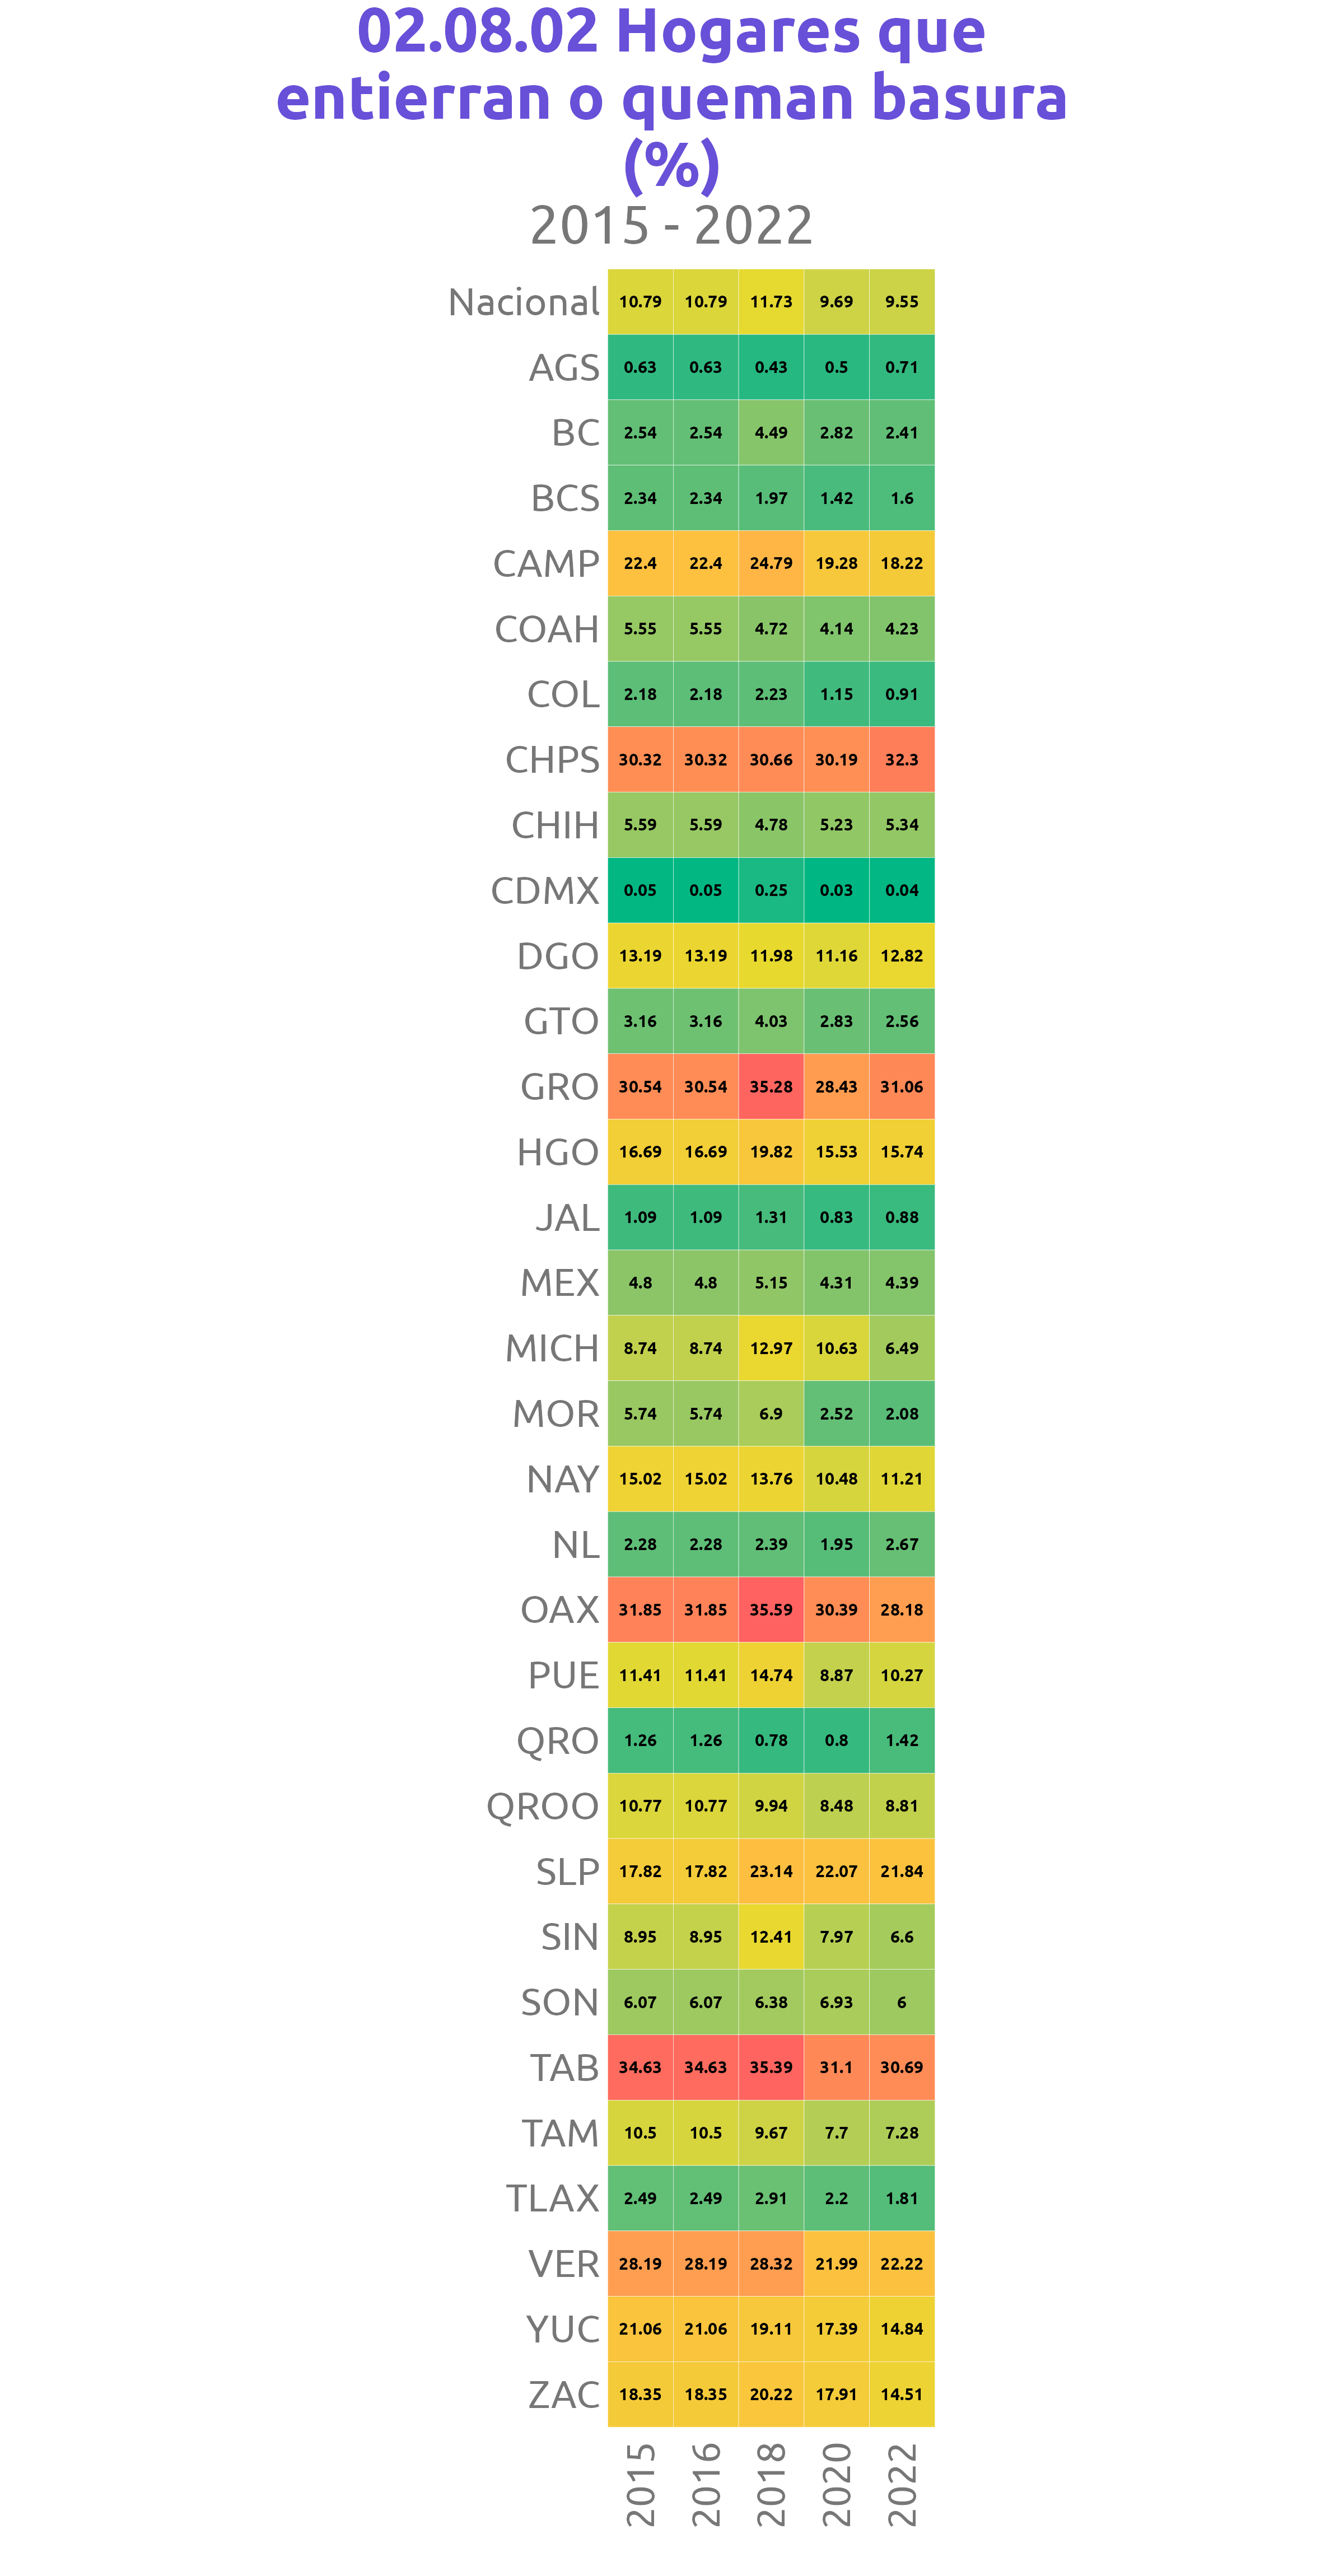 02.08.02 Hogares que
entierran o queman basura
(%)
2015 - 2022
Nacional 10.79 10.79 11.73 9.69 9.55
AGS 0.63 0.63 0.43 0.5 0.71
BC 2.54 2.54 4.49 2.82 2.41
BCS 2.34 2.34 1.97 1.42 1.6
CAMP 22.4 22.4 24.79 19.28 18.22
COAH 5.55 5.55 4.72 4.14 4.23
COL 2.18 2.18 2.23 1.15 0.91
CHPS 30.32 30.32 30.66 30.19 32.3
CHIH 5.59 5.59 4.78 5.23 5.34
CDMX 0.05 0.05 0.25 0.03 0.04
DGO 13.19 13.19 11.98 11.16 12.82
GTO 3.16 3.16 4.03 2.83 2.56
GRO 30.54 30.54 35.28 28.43 31.06
HGO 16.69 16.69 19.82 15.53 15.74
JAL 1.09 1.09 1.31 0.83 0.88
MEX 4.8 4.8 5.15 4.31 4.39
MICH 8.74 8.74 12.97 10.63 6.49
MOR 5.74 5.74 6.9 2.52 2.08
NAY 15.02 15.02 13.76 10.48 11.21
NL 2.28 2.28 2.39 1.95 2.67
OAX 31.85 31.85 35.59 30.39 28.18
PUE 11.41 11.41 14.74 8.87 10.27
QRO 1.26 1.26 0.78 0.8 1.42
QROO 10.77 10.77 9.94 8.48 8.81
SLP 17.82 17.82 23.14 22.07 21.84
SIN 8.95 8.95 12.41 7.97 6.6
SON 6.07 6.07 6.38 6.93 6
TAB 34.63 34.63 35.39 31.1 30.69
TAM 10.5 10.5 9.67 7.7 7.28
TLAX 2.49 2.49 2.91 2.2 1.81
VER 28.19 28.19 28.32 21.99 22.22
YUC 21.06 21.06 19.11 17.39 14.84
ZAC 18.35 18.35 20.22 17.91 14.51
2015 2016 2018 2020 2022